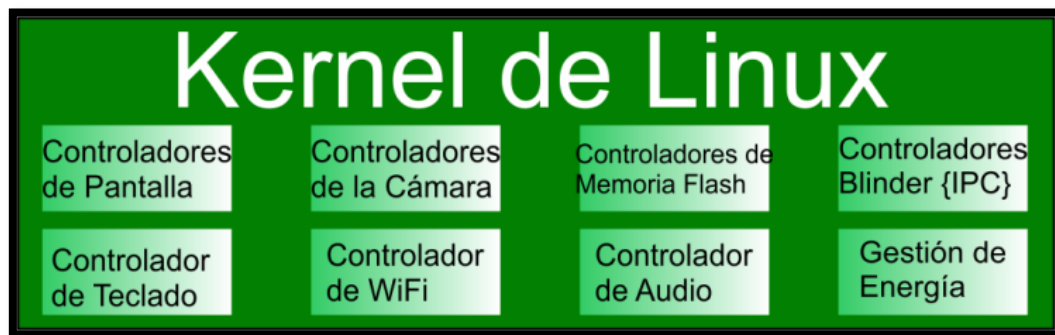 Kernel de Linux
Controladores
de Pantalla
Controladores
de la Cámara
Controladores de
Memoria Flash
Controladores
Blinder {IPC}
Controlador
de Teclado
Controlador
de WiFi
Controlador
de Audio
Gestión de
Energía